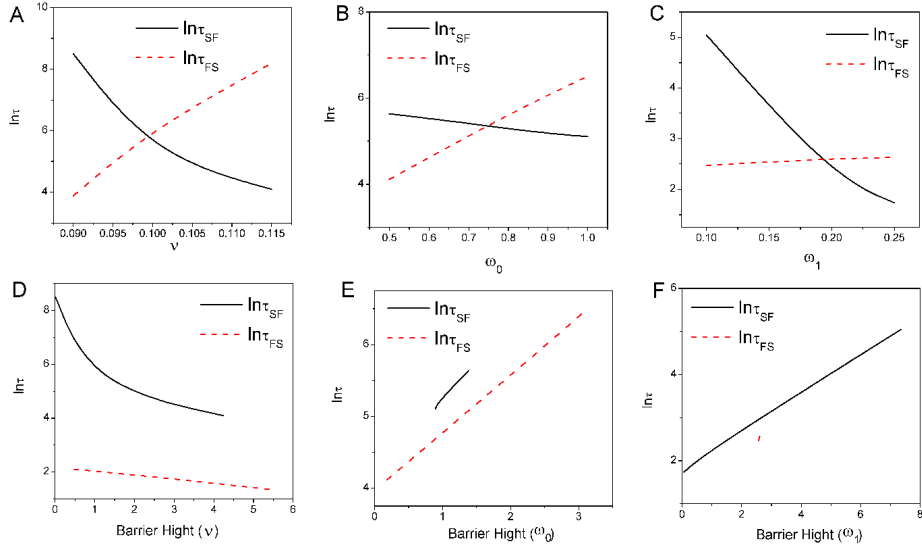 A
lnτSF
lnτFS
10
8
6
4
lnτ
0.090 0.095 0.100 0.105 0.110 0.115
ν
B
lnτSF
lnτFS
8
7
6
5
4
lnτ
0.5 0.6 0.7 0.8 0.9 1.0
ω0
C
lnτSF
lnτFS
5
4
3
2
lnτ
0.10 0.15 0.20 0.25
ω1
D
lnτSF
lnτFS
8
6
4
2
lnτ
0 1 2 3 4 5 6
Barrier Hight (ν)
E
lnτSF
lnτFS
7
6
5
4
lnτ
0 1 2 3
Barrier Hight (ω0)
F
lnτSF
lnτFS
6
4
2
lnτ
0 2 4 6 8
Barrier Hight (ω1)